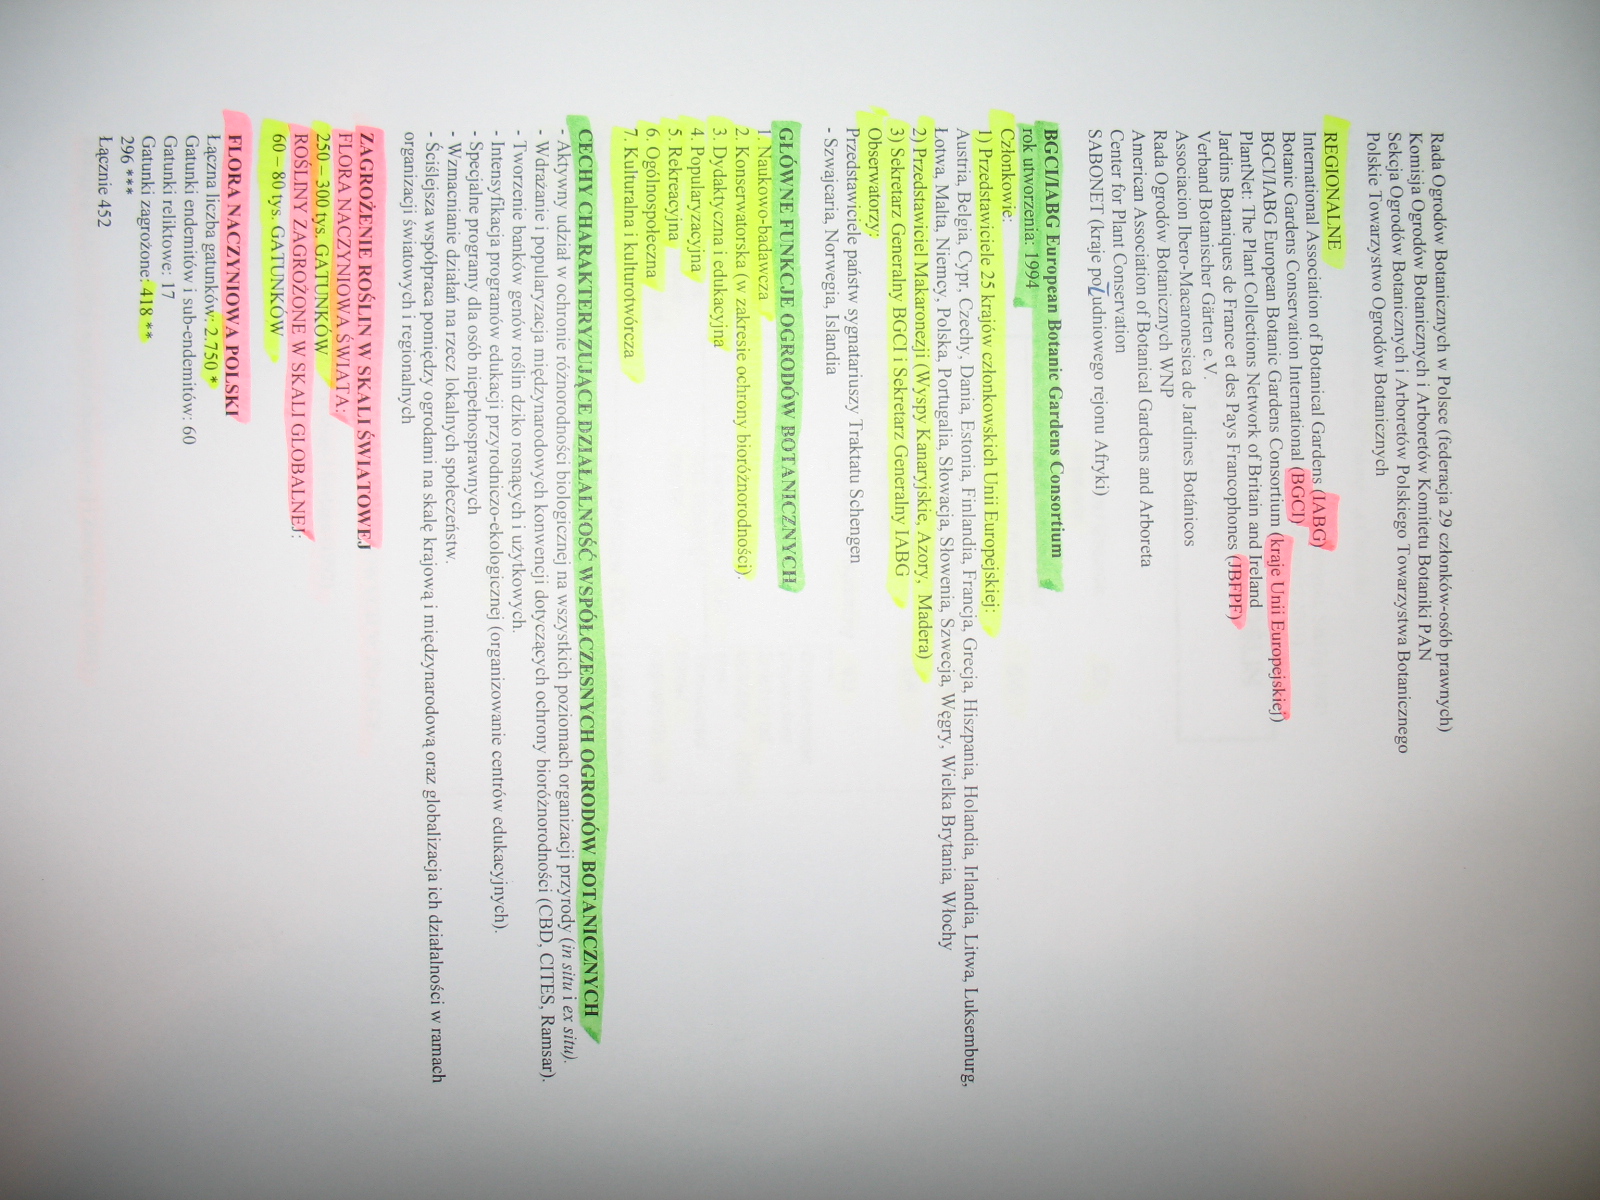 Rada Ogrodów Botanicznych w Polsce (federacja 29 członków-osób prawnych)
Komisja Ogrodów Botanicznych i Arboretów Komitetu Botaniki PAN
Sekcja Ogrodów Botanicznych i Arboretów Polskiego Towarzystwa Botanicznego
Polskie Towarzystwo Ogrodów Botanicznych
REGIONALNE
International Association of Botanical Gardens (IABG)
Botanic Gardens Conservation International (BGCI)
BGCI/IABG European Botanic Gardens Consortium (kraje Unii Europejskiej)
PlantNet: The Plant Collections Network of Britain and Ireland
Jardins Botaniques de France et des Pays Francophones (JBFPF)
Verband Botanischer Gärten e.V.
Associacion Ibero-Macaronesica de Jardines Botánicos
Rada Ogrodów Botanicznych WNP
American Association of Botanical Gardens and Arboreta
Center for Plant Conservation
SABONET (kraje południowego rejonu Afryki)
BGCI/IABG European Botanic Gardens Consortium
rok utworzenia: 1994
Członkowie:
1) Przedstawiciele 25 krajów członkowskich Unii Europejskiej:
Austria, Belgia, Cypr, Czechy, Dania, Estonia, Finlandia, Francja, Grecja, Hiszpania, Holandia, Irlandia, Litwa, Luksemburg,
Łotwa, Malta, Niemcy, Polska, Portugalia, Słowacja, Słowenia, Szwecja, Węgry, Wielka Brytania, Włochy
2) Przedstawiciel Makaronezji (Wyspy Kanaryjskie, Azory, Madera)
3) Sekretarz Generalny BGCI i Sekretarz Generalny IABG
Obserwatorzy:
Przedstawiciele państw sygnatariuszy Traktatu Schengen
- Szwajcaria, Norwegia, Islandia
GŁÓWNE FUNKCJE OGRODÓW BOTANICZNYCH
1. Naukowo-badawcza
2. Konserwatorska (w zakresie ochrony bioróżnorodności).
3. Dydaktyczna i edukacyjna
4. Popularyzacyjna
5. Rekreacyjna
6. Ogólnospołeczna
7. Kulturalna i kulturotwórcza
CECHY CHARAKTERYZUJĄCE DZIAŁALNOŚĆ WSPÓŁCZESNYCH OGRODÓW BOTANICZNYCH
- Aktywny udział w ochronie różnorodności biologicznej na wszystkich poziomach organizacji przyrody (in situ i ex situ).
- Wdrażanie i popularyzacja międzynarodowych konwencji dotyczących ochrony bioróżnorodności (CBD, CITES, Ramsar).
- Tworzenie banków genów roślin dziko rosnących i użytkowych.
- Intensyfikacja programów edukacji przyrodniczo-ekologicznej (organizowanie centrów edukacyjnych).
- Specjalne programy dla osób niepełnosprawnych
- Wzmacnianie działań na rzecz lokalnych społeczeństw.
- Ściślejsza współpraca pomiędzy ogrodami na skalę krajową i międzynarodową oraz globalizacja ich działalności w ramach
organizacji światowych i regionalnych
ZAGROŻENIE ROŚLIN W SKALI ŚWIATOWEJ
FLORA NACZYNIOWA ŚWIATA:
250 – 300 tys. GATUNKÓW
ROŚLINY ZAGROŻONE W SKALI GLOBALNEJ:
60 – 80 tys. GATUNKÓW
FLORA NACZYNIOWA POLSKI
Łączna liczba gatunków: 2.750 *
Gatunki endemitów i sub-endemitów: 60
Gatunki reliktowe: 17
Gatunki zagrożone: 418 **
296 ***
Łącznie 452